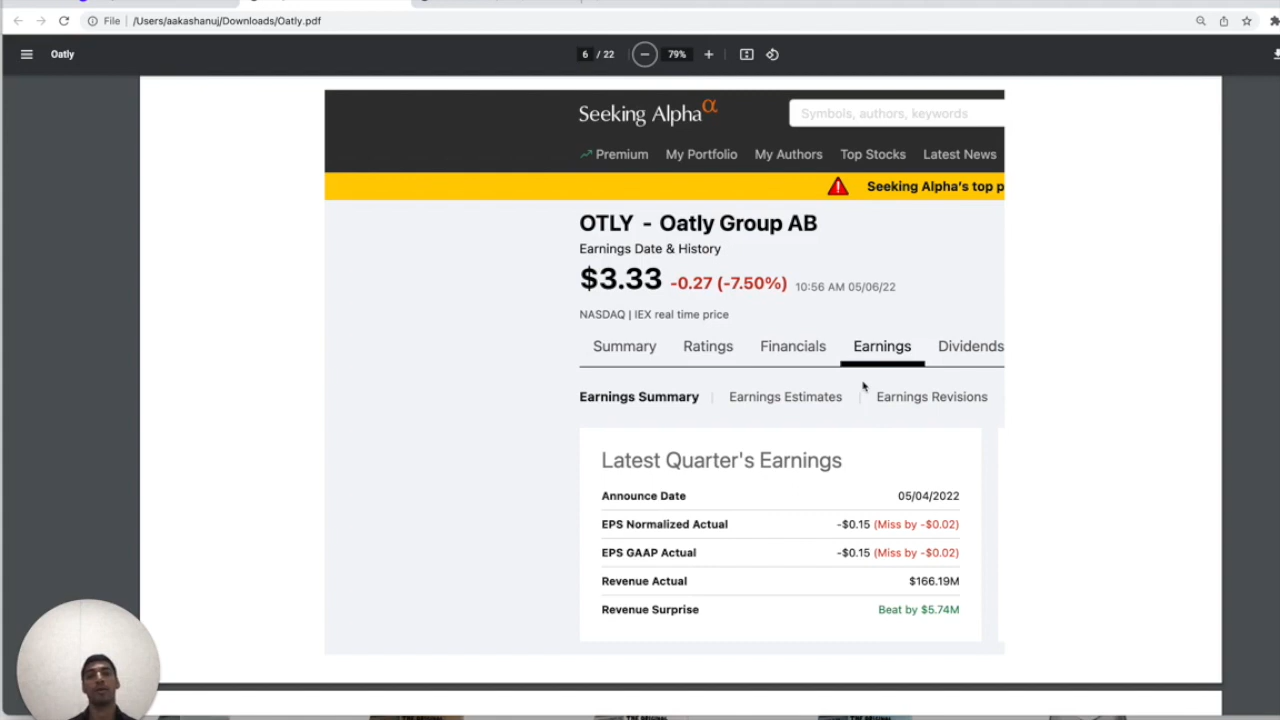 File /Users/aakashanuj/Downloads/Oatly.pdf
Oatly 6 / 22 79%
Seeking Alphaα Symbols, authors, keywords
Premium My Portfolio My Authors Top Stocks Latest News
Seeking Alpha's top p
OTLY - Oatly Group AB
Earnings Date & History
$3.33 -0.27 (-7.50%) 10:56 AM 05/06/22
NASDAQ | IEX real time price
Summary Ratings Financials Earnings Dividends
Earnings Summary | Earnings Estimates | Earnings Revisions
Latest Quarter's Earnings
Announce Date 05/04/2022
EPS Normalized Actual -$0.15 (Miss by -$0.02)
EPS GAAP Actual -$0.15 (Miss by -$0.02)
Revenue Actual $166.19M
Revenue Surprise Beat by $5.74M